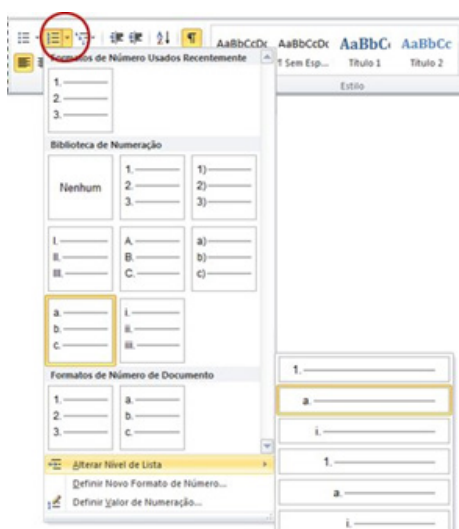 AaBbCcDc AaBbCcDc AaBbC AaBbCc
¶ Sem Esp... Título 1 Título 2
Estilo
Formatos de Número Usados Recentemente
1.
2.
3.
Biblioteca de Numeração
Nenhum
1.
2.
3.
1)
2)
3)
I.
II.
III.
A.
B.
C.
a)
b)
c)
a.
b.
c.
i.
ii.
iii.
Formatos de Número de Documento
1.
2.
3.
a.
b.
c.
Alterar Nível de Lista
Definir Novo Formato de Número...
Definir Valor de Numeração...
1.
a.
i.
1.
a.
i.